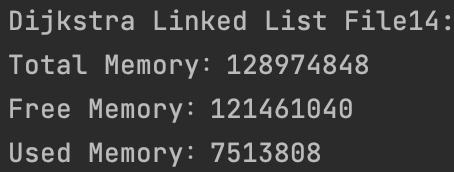 Dijkstra Linked List File14:
Total Memory: 128974848
Free Memory: 121461040
Used Memory: 7513808